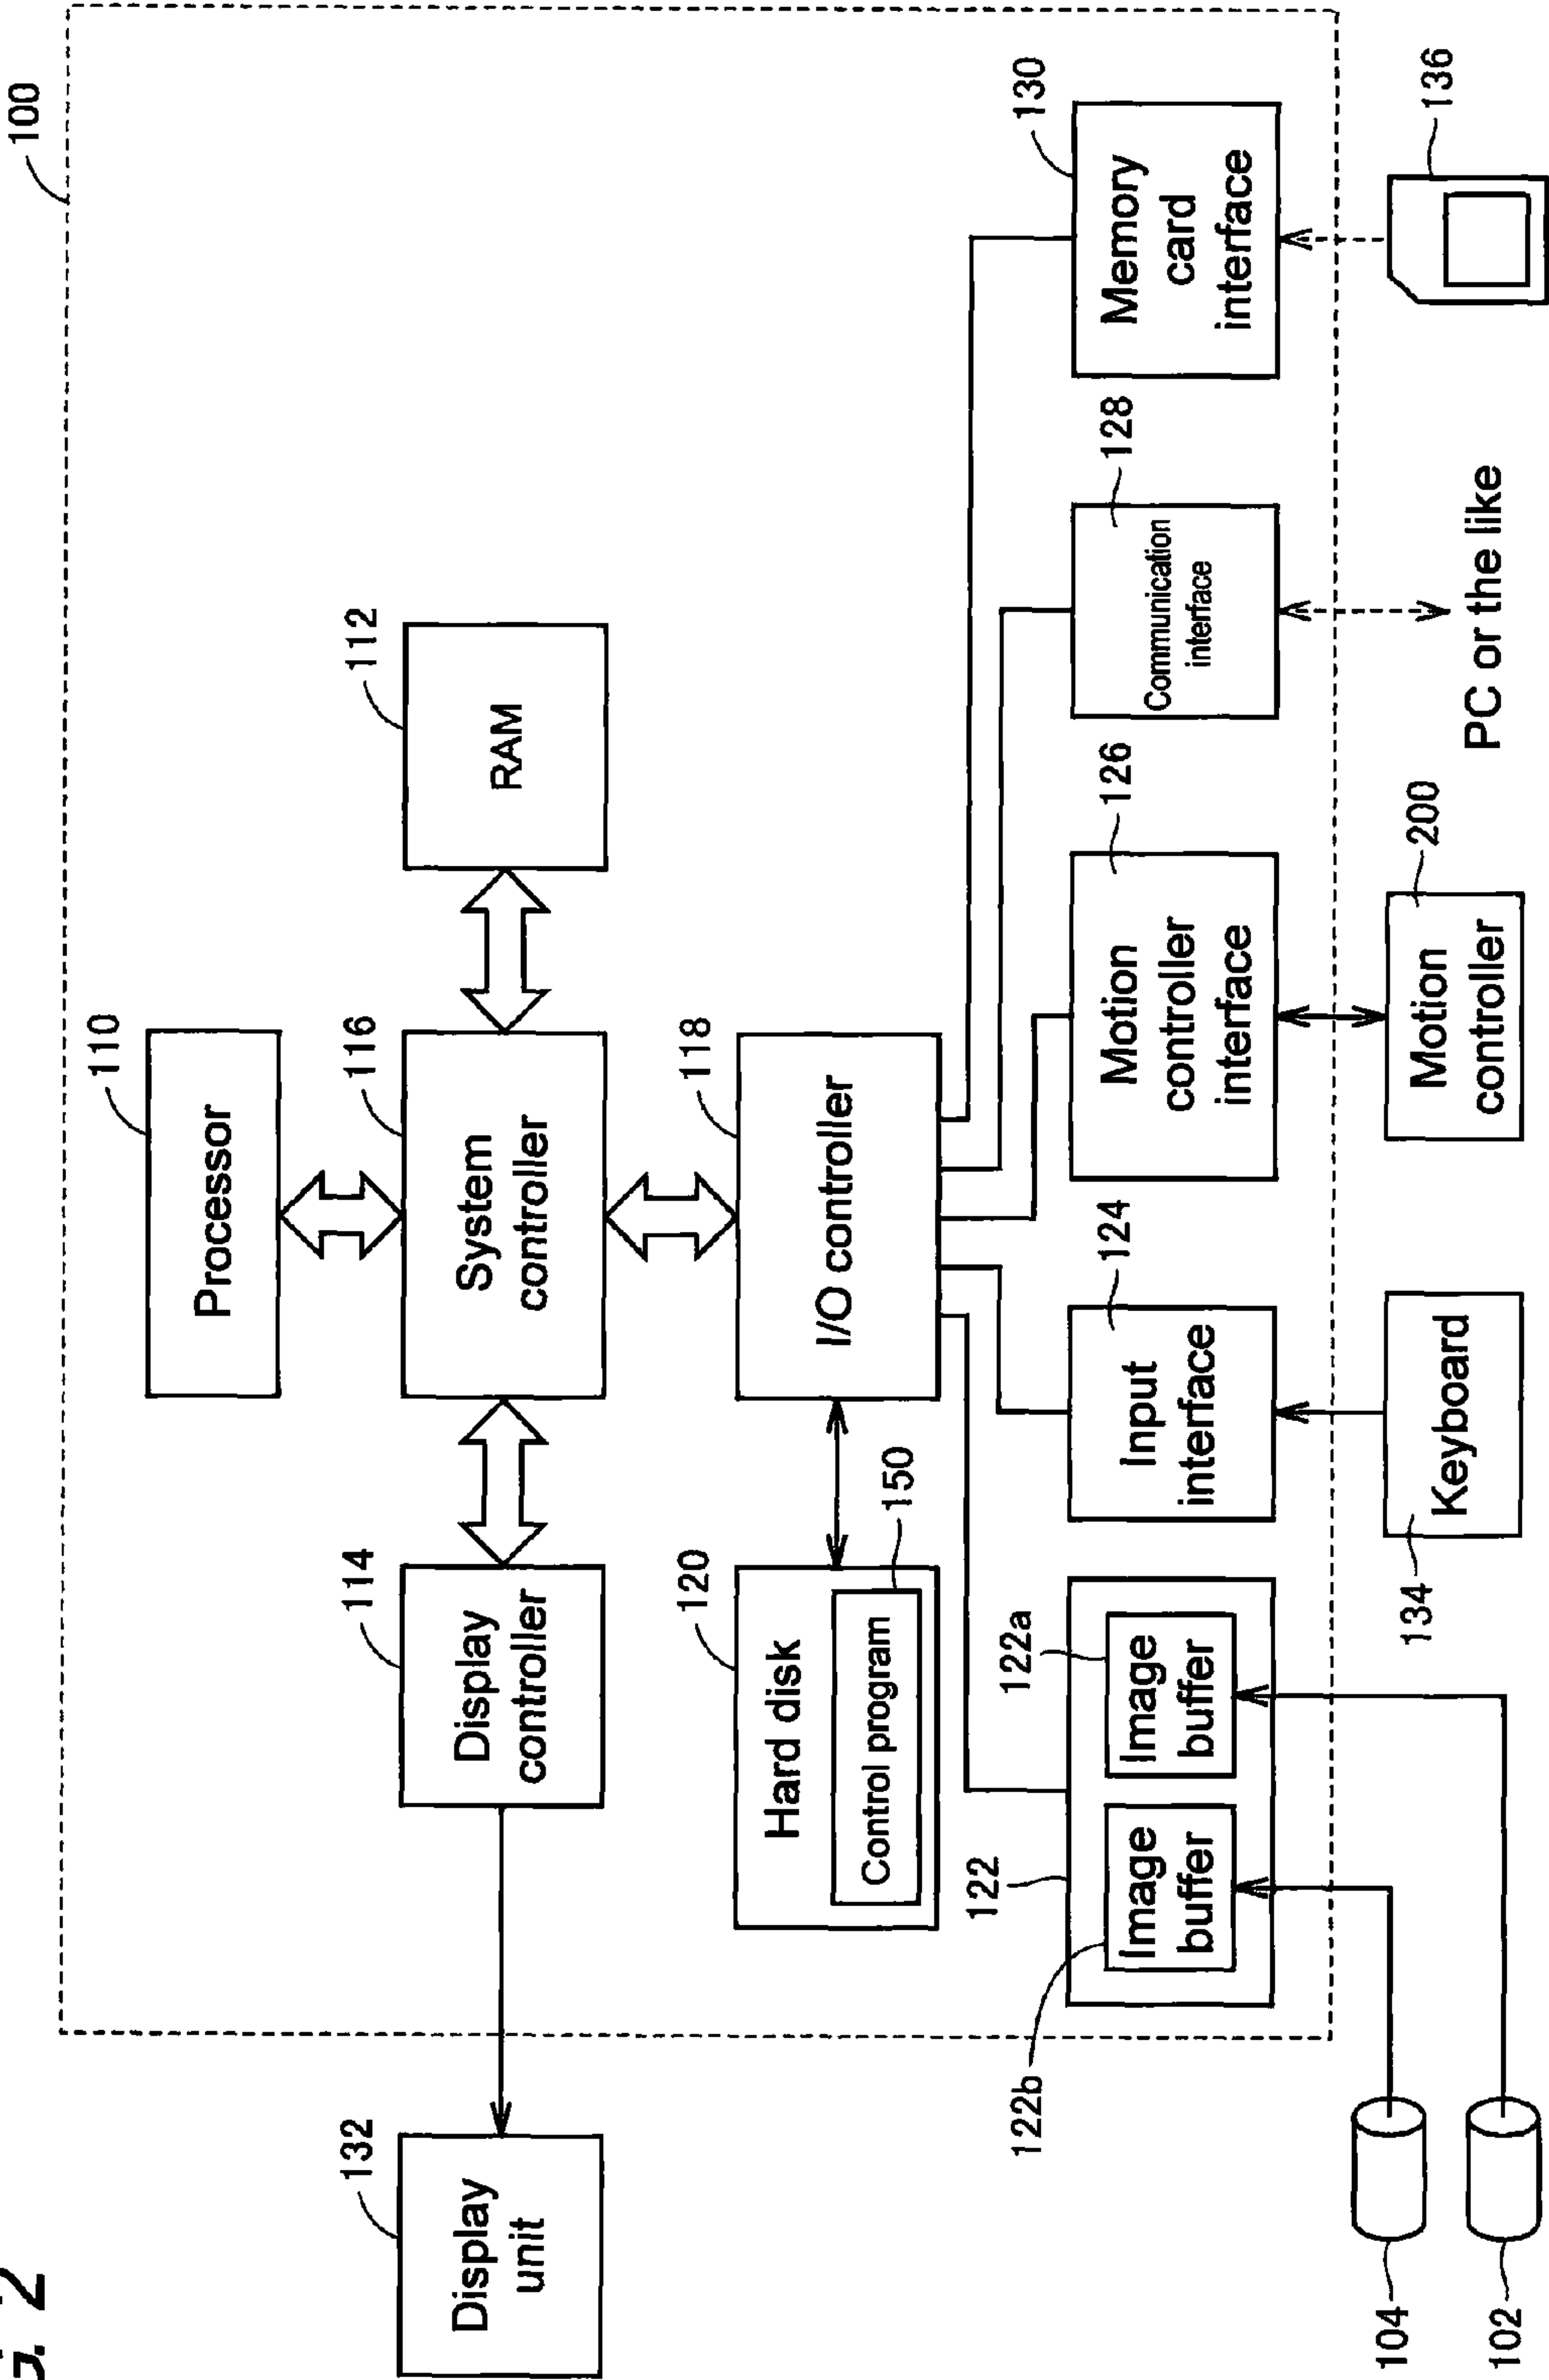 G. 2
100
110
Processor
132
Display
unit
114
Display
controller
116
System
controller
112
RAM
120
Hard disk
150
Control program
118
I/O controller
122
122b
Image
buffer
122a
Image
buffer
124
Input
interface
126
Motion
controller
interface
128
Communication
interface
130
Memory
card
interface
104
102
134
Keyboard
200
Motion
controller
PC or the like
136